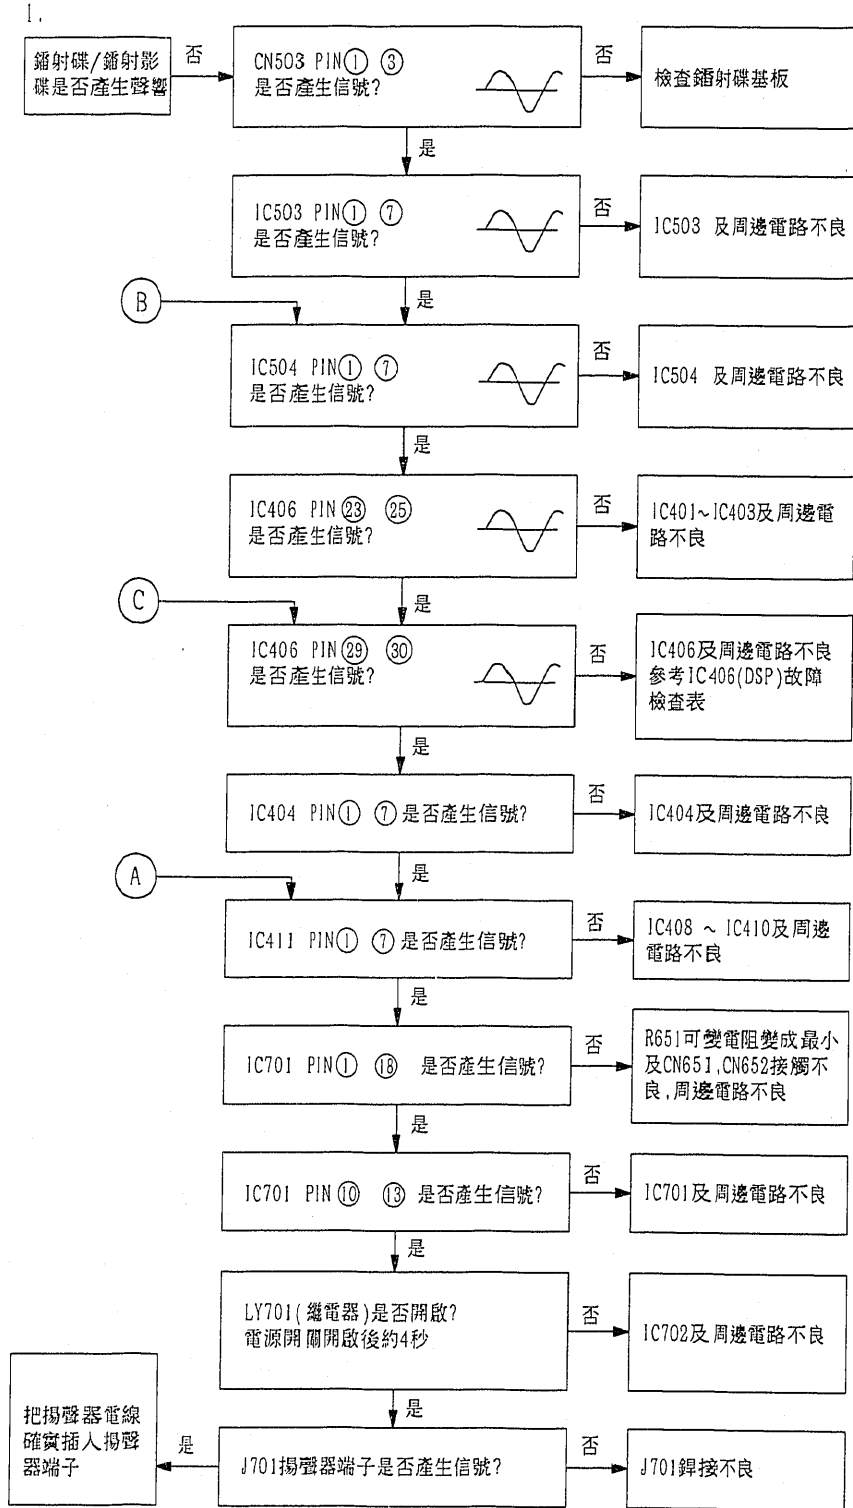 1.
鐳射碟/鐳射影
碟是否產生聲響
否
CN503 PIN① ③
是否產生信號?
否
檢查鐳射碟基板
是
IC503 PIN① ⑦
是否產生信號?
否
IC503 及周邊電路不良
B
是
IC504 PIN① ⑦
是否產生信號?
否
IC504 及周邊電路不良
是
IC406 PIN㉓ ㉕
是否產生信號?
否
IC401~IC403及周邊電
路不良
C
是
IC406 PIN㉙ ㉚
是否產生信號?
否
IC406及周邊電路不良
參考IC406(DSP)故障
檢查表
是
IC404 PIN① ⑦是否產生信號?
否
IC404及周邊電路不良
A
是
IC411 PIN① ⑦是否產生信號?
否
IC408 ~ IC410及周邊
電路不良
是
IC701 PIN① ⑱ 是否產生信號?
否
R651可變電阻變成最小
及CN651,CN652接觸不
良,周邊電路不良
是
IC701 PIN⑩ ⑬ 是否產生信號?
否
IC701及周邊電路不良
是
LY701(繼電器)是否開啟?
電源開關開啟後約4秒
否
IC702及周邊電路不良
是
把揚聲器電線
確實插入揚聲
器端子
是
J701揚聲器端子是否產生信號?
否
J701銲接不良